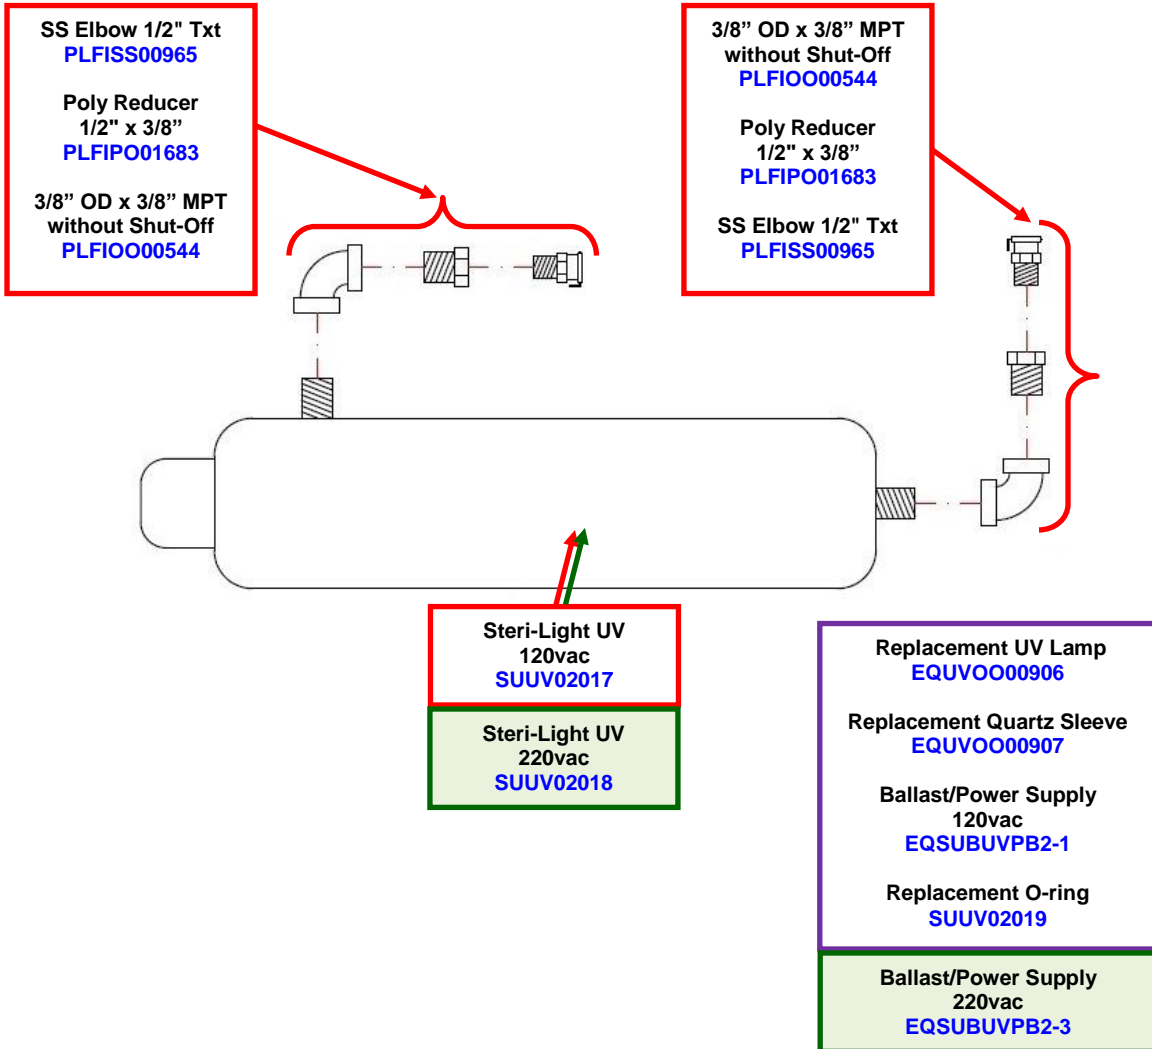 SS Elbow 1/2" Txt
PLFISS00965
Poly Reducer
1/2" x 3/8”
PLFIPO01683
3/8” OD x 3/8” MPT
without Shut-Off
PLFIOO00544
3/8” OD x 3/8” MPT
without Shut-Off
PLFIOO00544
Poly Reducer
1/2" x 3/8”
PLFIPO01683
SS Elbow 1/2" Txt
PLFISS00965
Steri-Light UV
120vac
SUUV02017
Steri-Light UV
220vac
SUUV02018
Replacement UV Lamp
EQUVOO00906
Replacement Quartz Sleeve
EQUVOO00907
Ballast/Power Supply
120vac
EQSUBUVPB2-1
Replacement O-ring
SUUV02019
Ballast/Power Supply
220vac
EQSUBUVPB2-3